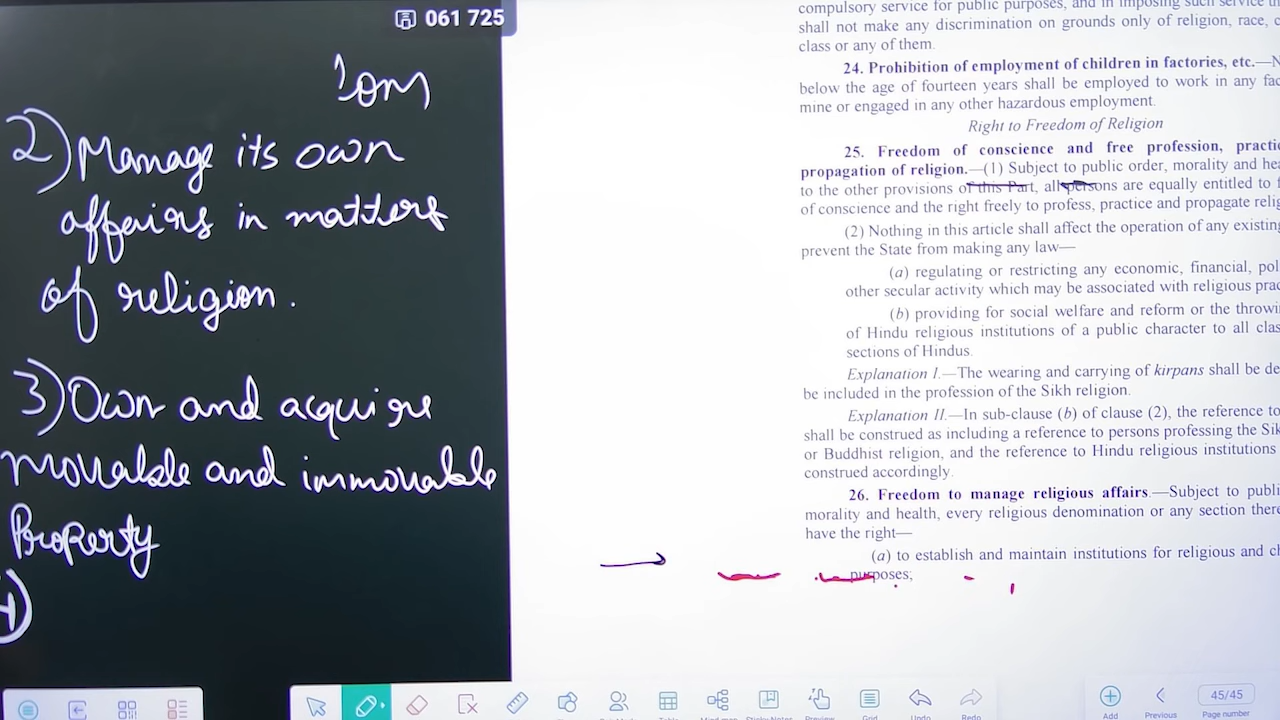 061 725
2) Manage its own
affairs in matters
of religion.
3) Own and acquire
movable and immovable
Property
4)
compulsory service for public purposes, and in imposing such service
shall not make any discrimination on grounds only of religion, race,
class or any of them.
24. Prohibition of employment of children in factories, etc.—N
below the age of fourteen years shall be employed to work in any fac
mine or engaged in any other hazardous employment.
Right to Freedom of Religion
25. Freedom of conscience and free profession, practi
propagation of religion.—(1) Subject to public order, morality and hea
to the other provisions of this Part, all persons are equally entitled to f
of conscience and the right freely to profess, practice and propagate relig
(2) Nothing in this article shall affect the operation of any existing
prevent the State from making any law—
(a) regulating or restricting any economic, financial, pol
other secular activity which may be associated with religious prac
(b) providing for social welfare and reform or the throwi
of Hindu religious institutions of a public character to all clas
sections of Hindus.
Explanation I.—The wearing and carrying of kirpans shall be de
be included in the profession of the Sikh religion.
Explanation II.—In sub-clause (b) of clause (2), the reference to
shall be construed as including a reference to persons professing the Sik
or Buddhist religion, and the reference to Hindu religious institutions
construed accordingly.
26. Freedom to manage religious affairs.—Subject to publi
morality and health, every religious denomination or any section there
have the right—
(a) to establish and maintain institutions for religious and ch
purposes;
Undo Redo Add Previous 45/45 Page number